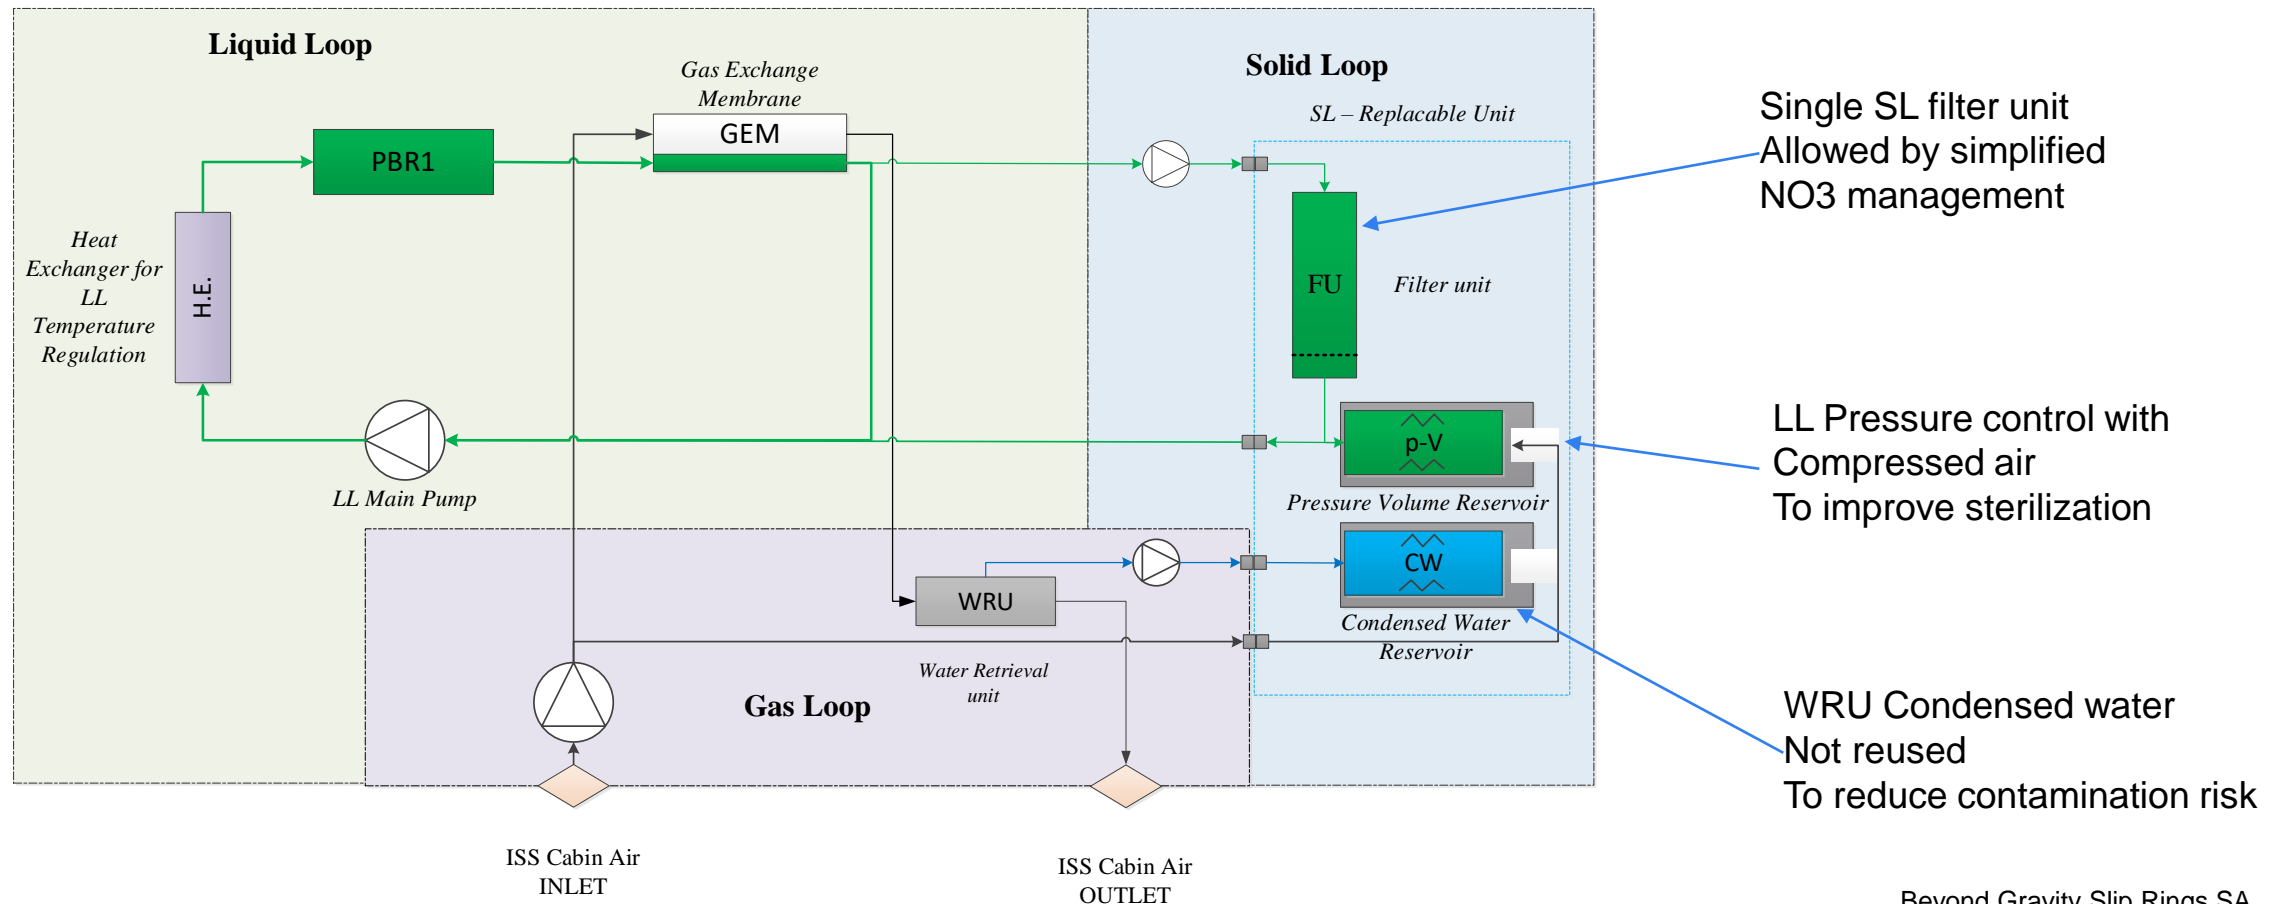 Liquid Loop
Gas Exchange
Membrane
GEM
PBR1
Heat
Exchanger for
LL
Temperature
Regulation
H.E.
LL Main Pump
Solid Loop
SL – Replacable Unit
FU
Filter unit
p-V
Pressure Volume Reservoir
CW
Condensed Water
Reservoir
WRU
Water Retrieval
unit
Gas Loop
ISS Cabin Air
INLET
ISS Cabin Air
OUTLET
Single SL filter unit
Allowed by simplified
NO3 management
LL Pressure control with
Compressed air
To improve sterilization
WRU Condensed water
Not reused
To reduce contamination risk
Beyond Gravity Slip Rings SA